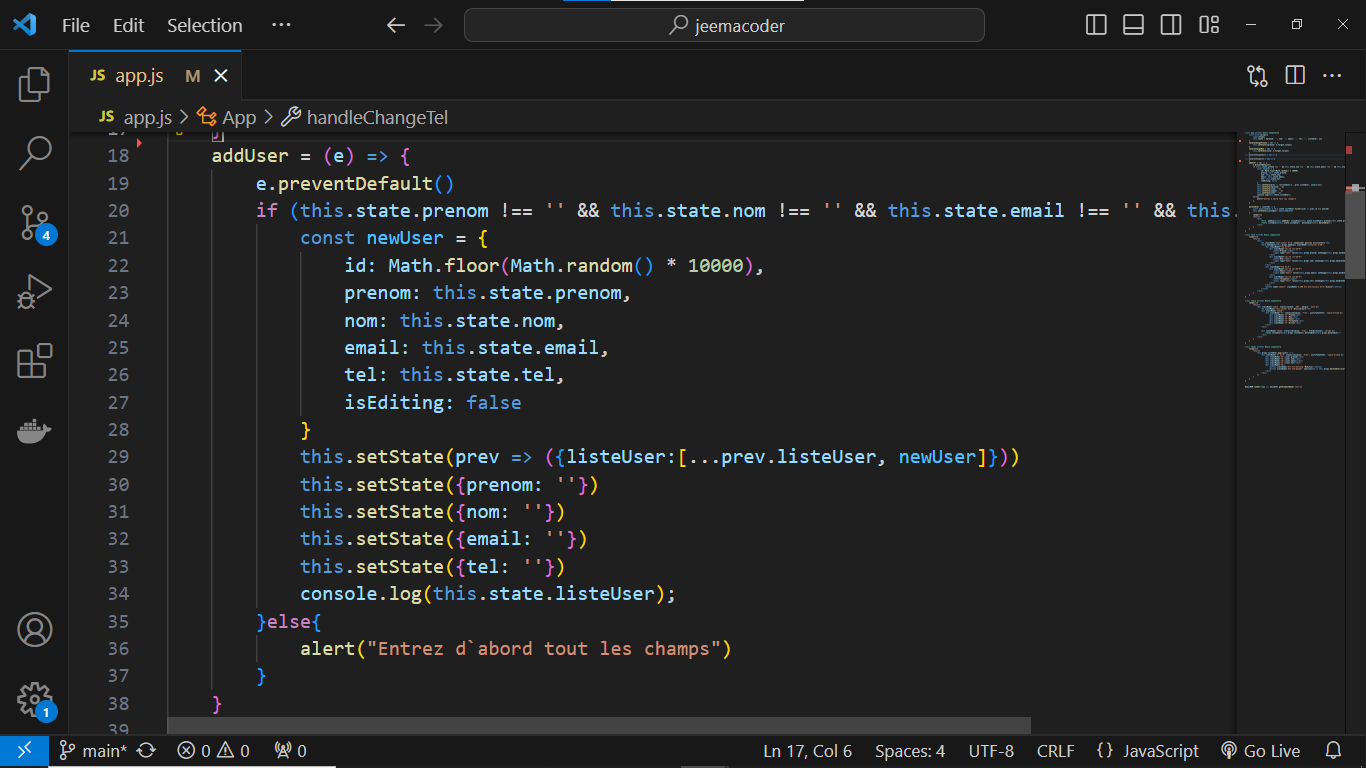 File Edit Selection ··· jeemacoder
JS app.js M
JS app.js > App > handleChangeTel
17 }
18 addUser = (e) => {
19 e.preventDefault()
20 if (this.state.prenom !== '' && this.state.nom !== '' && this.state.email !== '' && this.
21 const newUser = {
22 id: Math.floor(Math.random() * 10000),
23 prenom: this.state.prenom,
24 nom: this.state.nom,
25 email: this.state.email,
26 tel: this.state.tel,
27 isEditing: false
28 }
29 this.setState(prev => ({listeUser:[...prev.listeUser, newUser]}))
30 this.setState({prenom: ''})
31 this.setState({nom: ''})
32 this.setState({email: ''})
33 this.setState({tel: ''})
34 console.log(this.state.listeUser);
35 }else{
36 alert("Entrez d`abord tout les champs")
37 }
38 }
39
4
1
main* 0 0 0 Ln 17, Col 6 Spaces: 4 UTF-8 CRLF {} JavaScript Go Live